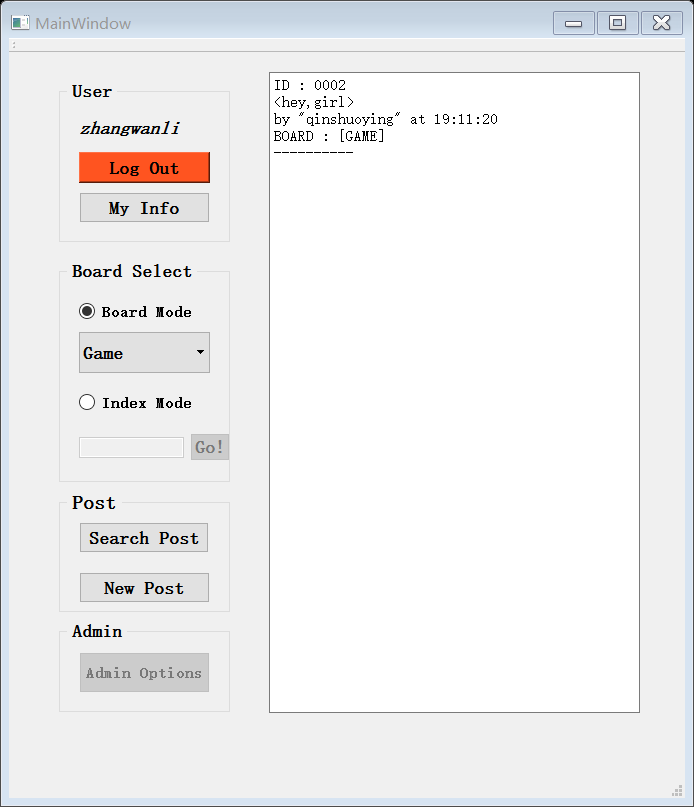 MainWindow
User
zhangwanli
Log Out
My Info
Board Select
Board Mode
Game
Index Mode
Go!
Post
Search Post
New Post
Admin
Admin Options
ID : 0002
<hey,girl>
by "qinshuoying" at 19:11:20
BOARD : [GAME]
----------